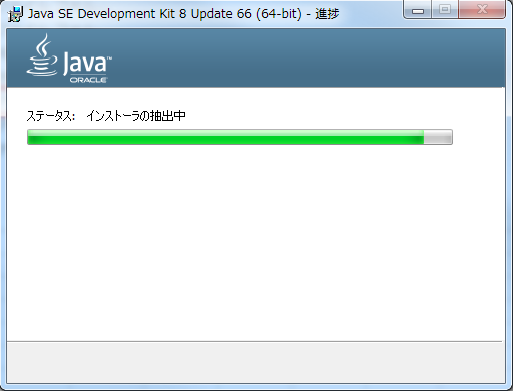 Java SE Development Kit 8 Update 66 (64-bit) - 進捗
Java™
ORACLE
ステータス: インストーラの抽出中